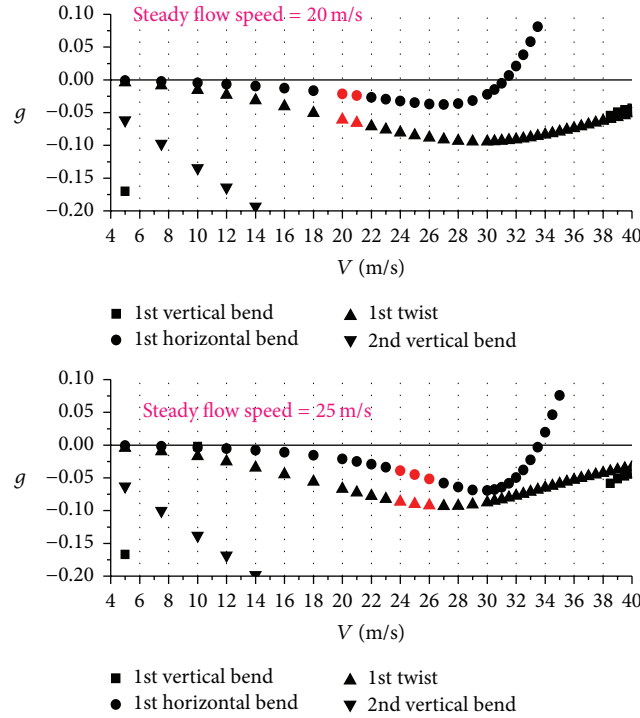 Steady flow speed = 20 m/s
0.10
0.05
0.00
−0.05
−0.10
−0.15
−0.20
g
4 6 8 10 12 14 16 18 20 22 24 26 28 30 32 34 36 38 40
V (m/s)
1st vertical bend
1st twist
1st horizontal bend
2nd vertical bend
Steady flow speed = 25 m/s
0.10
0.05
0.00
−0.05
−0.10
−0.15
−0.20
g
4 6 8 10 12 14 16 18 20 22 24 26 28 30 32 34 36 38 40
V (m/s)
1st vertical bend
1st twist
1st horizontal bend
2nd vertical bend